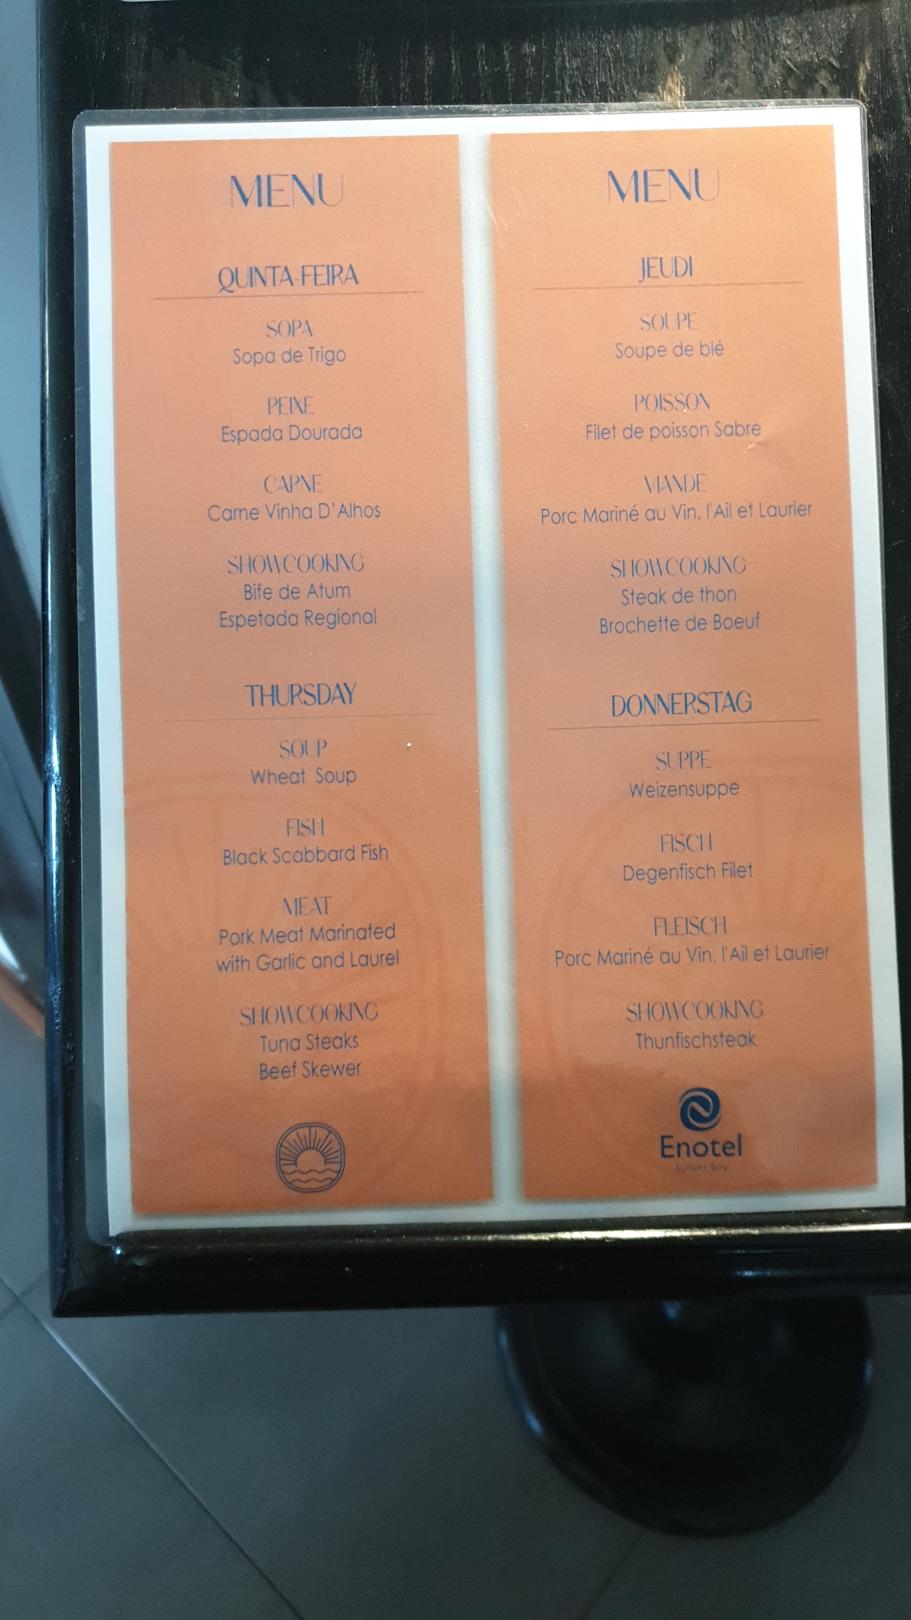 MENU
QUINTA-FEIRA
SOPA
Sopa de Trigo
PEIXE
Espada Dourada
CARNE
Carne Vinha D'Alhos
SHOWCOOKING
Bife de Atum
Espetada Regional
THURSDAY
SOUP
Wheat Soup
FISH
Black Scabbard Fish
MEAT
Pork Meat Marinated
with Garlic and Laurel
SHOWCOOKING
Tuna Steaks
Beef Skewer
MENU
JEUDI
SOUPE
Soupe de blé
POISSON
Filet de poisson Sabre
VIANDE
Porc Mariné au Vin, l'Ail et Laurier
SHOWCOOKING
Steak de thon
Brochette de Boeuf
DONNERSTAG
SUPPE
Weizensuppe
FISCH
Degenfisch Filet
FLEISCH
Porc Mariné au Vin, l'Ail et Laurier
SHOWCOOKING
Thunfischsteak
Enotel
Sunset Bay